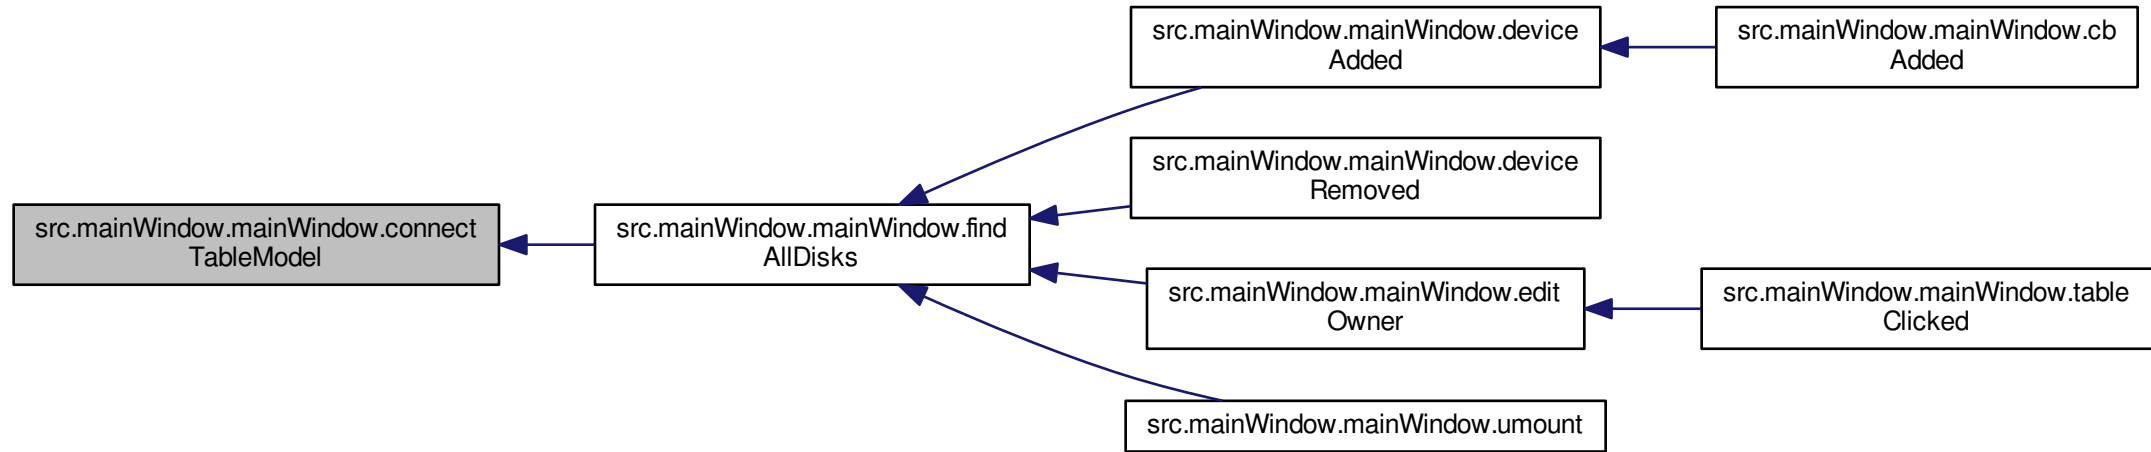 src.mainWindow.mainWindow.connect
TableModel
src.mainWindow.mainWindow.find
AllDisks
src.mainWindow.mainWindow.device
Added
src.mainWindow.mainWindow.cb
Added
src.mainWindow.mainWindow.device
Removed
src.mainWindow.mainWindow.edit
Owner
src.mainWindow.mainWindow.table
Clicked
src.mainWindow.mainWindow.umount